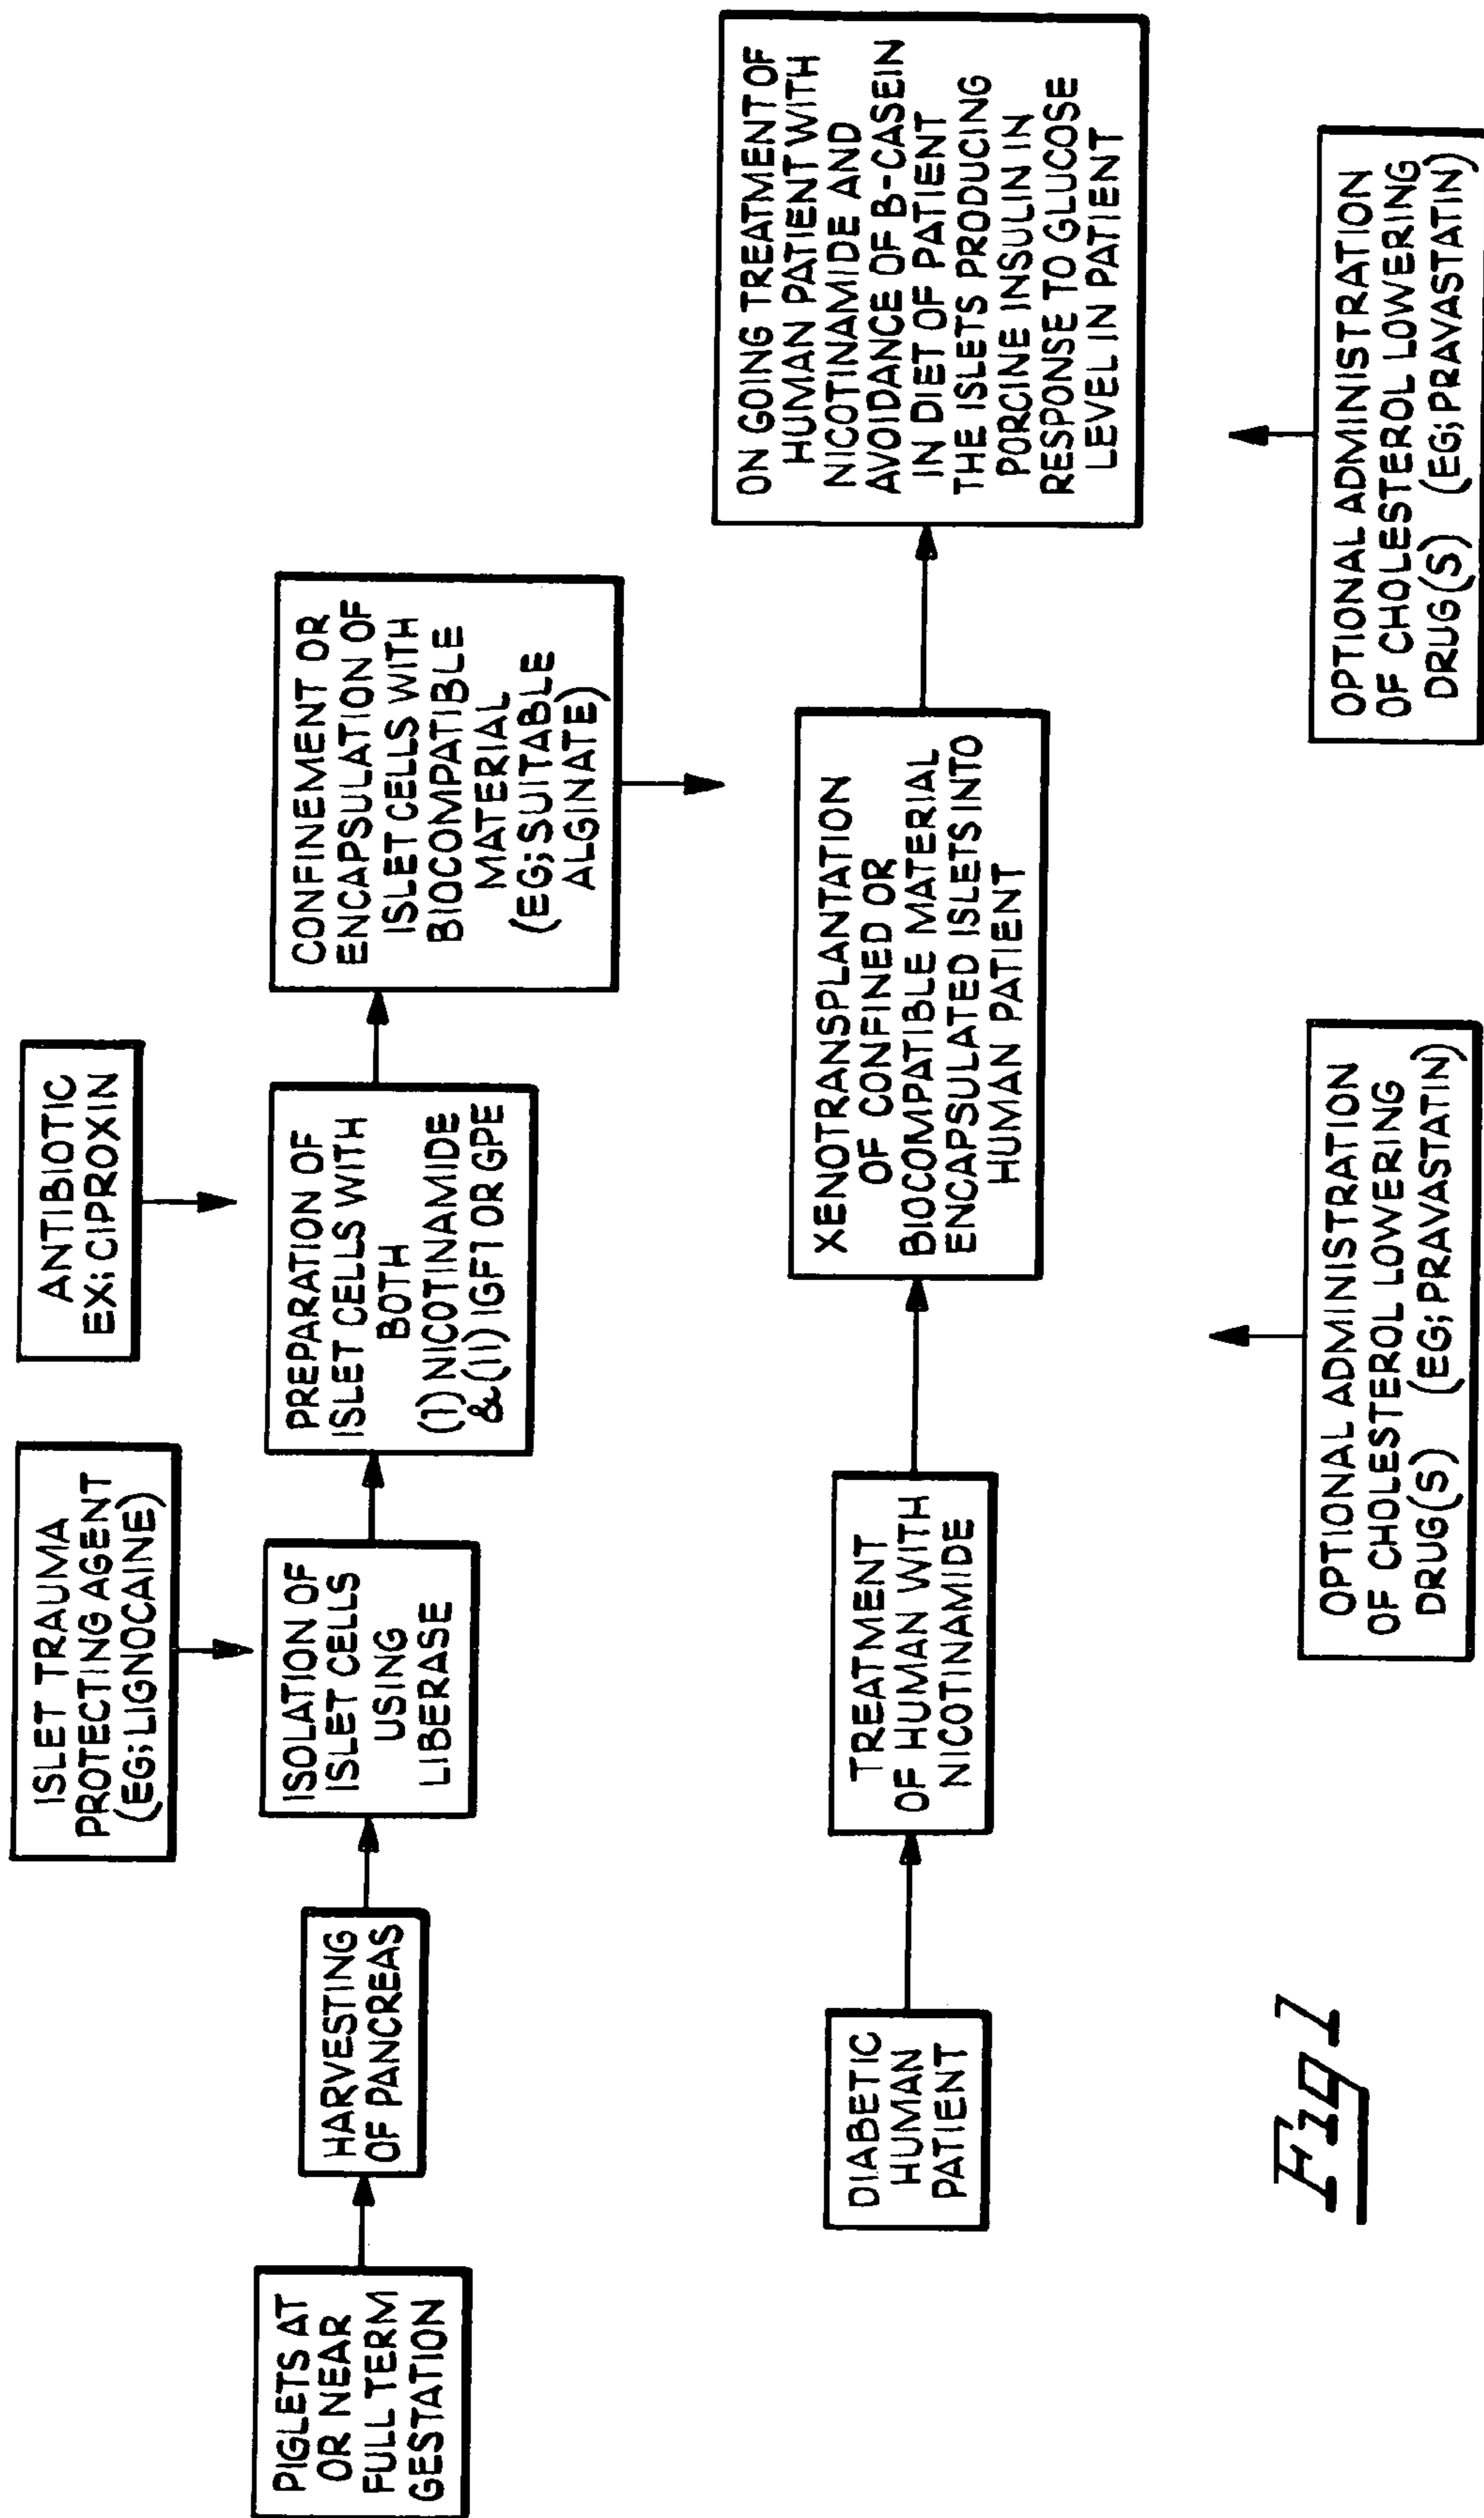 ISLET TRAUMA
PROTECTING AGENT
(EG; LIGNOCAINE)
ANTIBIOTIC
EX; CIPROXIN
PIGLETS AT
OR NEAR
FULL TERM
GESTATION
HARVESTING
OF PANCREAS
ISOLATION OF
ISLET CELLS
USING
LIBERASE
PREPARATION OF
ISLET CELLS WITH
BOTH
(I) NICOTINAMIDE
& (II) IGFT OR GPE
CONFINEMENT OR
ENCAPSULATION OF
ISLET CELLS WITH
BIOCOMPATIBLE
MATERIAL
(EG; SUITABLE
ALGINATE)
DIABETIC
HUMAN
PATIENT
TREATMENT
OF HUMAN WITH
NICOTINAMIDE
XENOTRANSPLANTATION
OF CONFINED OR
BIOCOMPATIBLE MATERIAL
ENCAPSULATED ISLETS INTO
HUMAN PATIENT
ON GOING TREATMENT OF
HUMAN PATIENT WITH
NICOTINAMIDE AND
AVOIDANCE OF B-CASEIN
IN DIET OF PATIENT
THE ISLETS PRODUCING
PORCINE INSULIN IN
RESPONSE TO GLUCOSE
LEVEL IN PATIENT
OPTIONAL ADMINISTRATION
OF CHOLESTEROL LOWERING
DRUG(S) (EG; PRAVASTATIN)
OPTIONAL ADMINISTRATION
OF CHOLESTEROL LOWERING
DRUG(S) (EG; PRAVASTATIN)
Fig 1